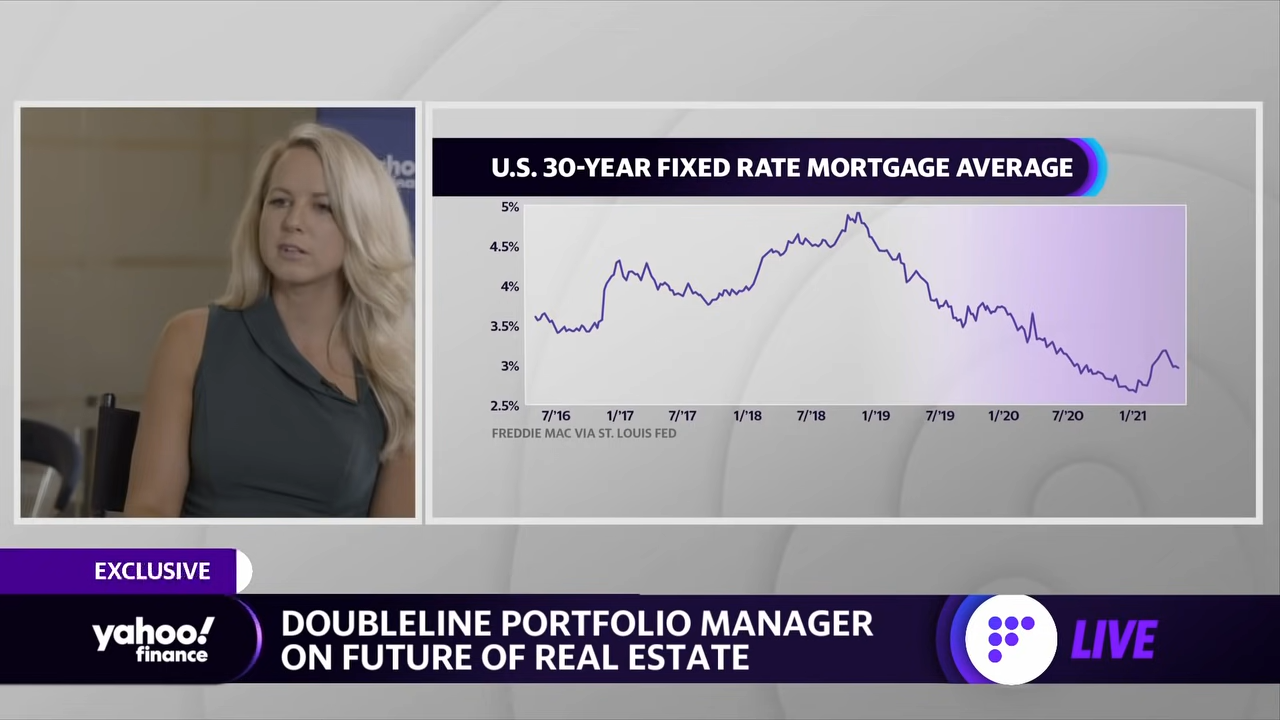 U.S. 30-YEAR FIXED RATE MORTGAGE AVERAGE
5%
4.5%
4%
3.5%
3%
2.5%
7/'16 1/'17 7/'17 1/'18 7/'18 1/'19 7/'19 1/'20 7/'20 1/'21
FREDDIE MAC VIA ST. LOUIS FED
EXCLUSIVE
yahoo!
finance
DOUBLELINE PORTFOLIO MANAGER
ON FUTURE OF REAL ESTATE
LIVE